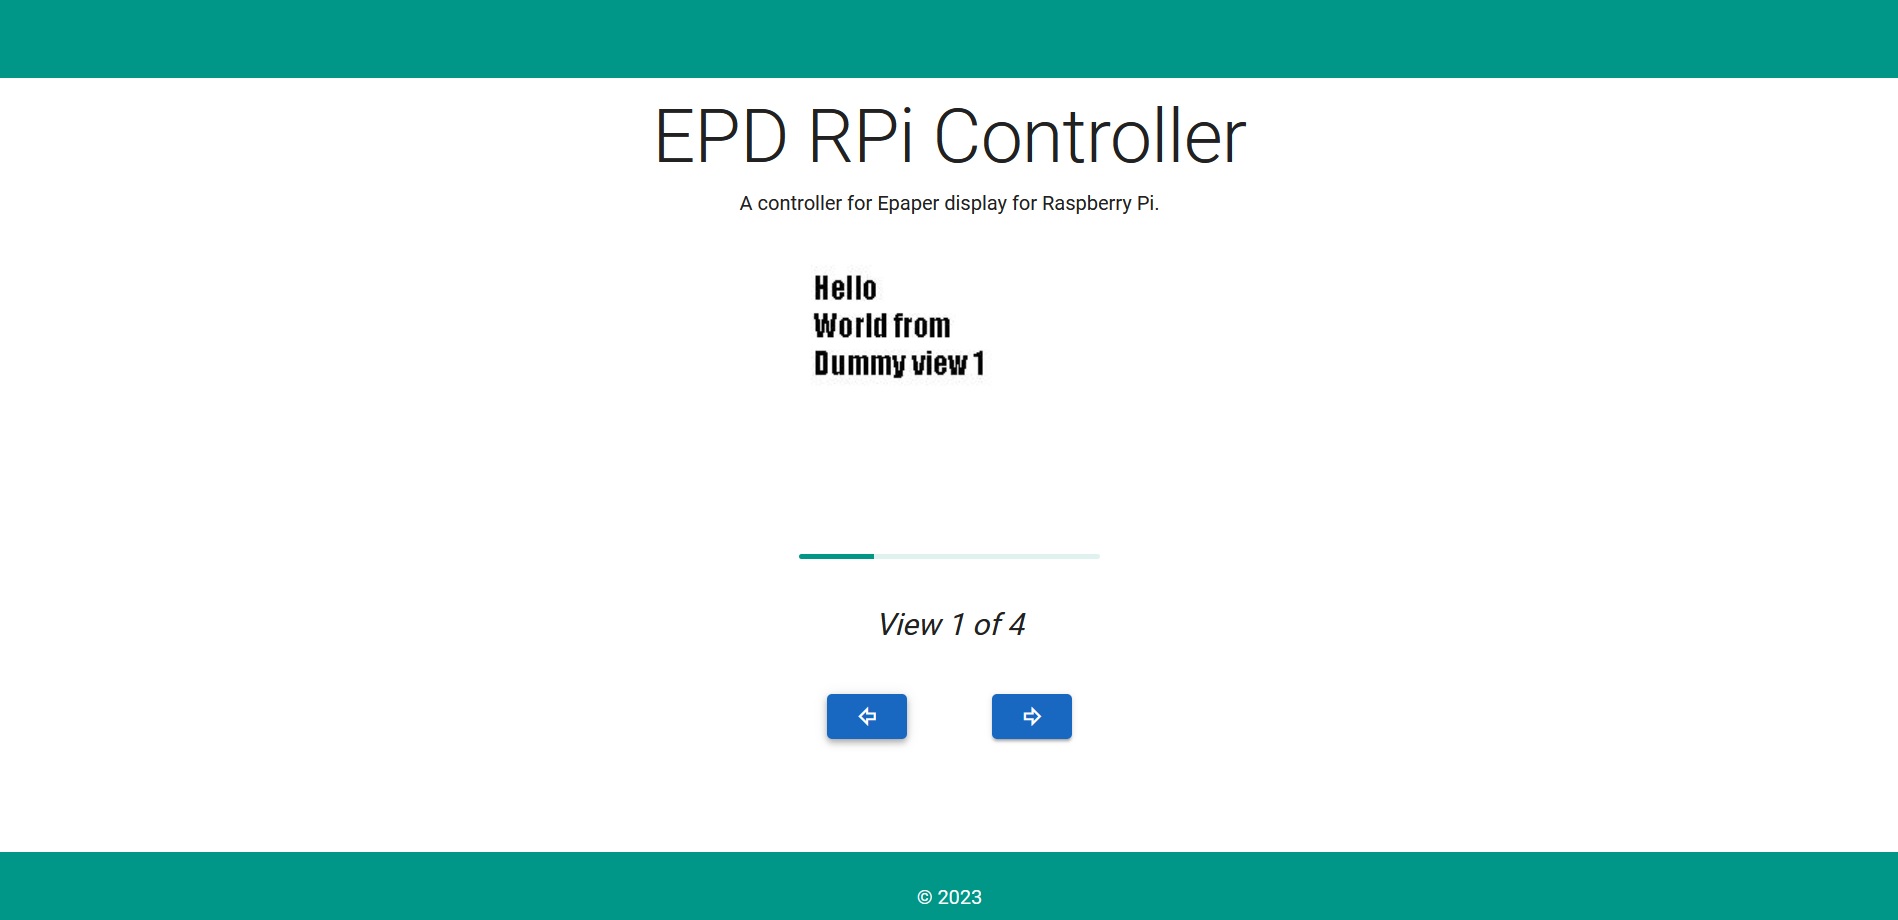 EPD RPi Controller
A controller for Epaper display for Raspberry Pi.
Hello
World from
Dummy view 1
View 1 of 4
© 2023